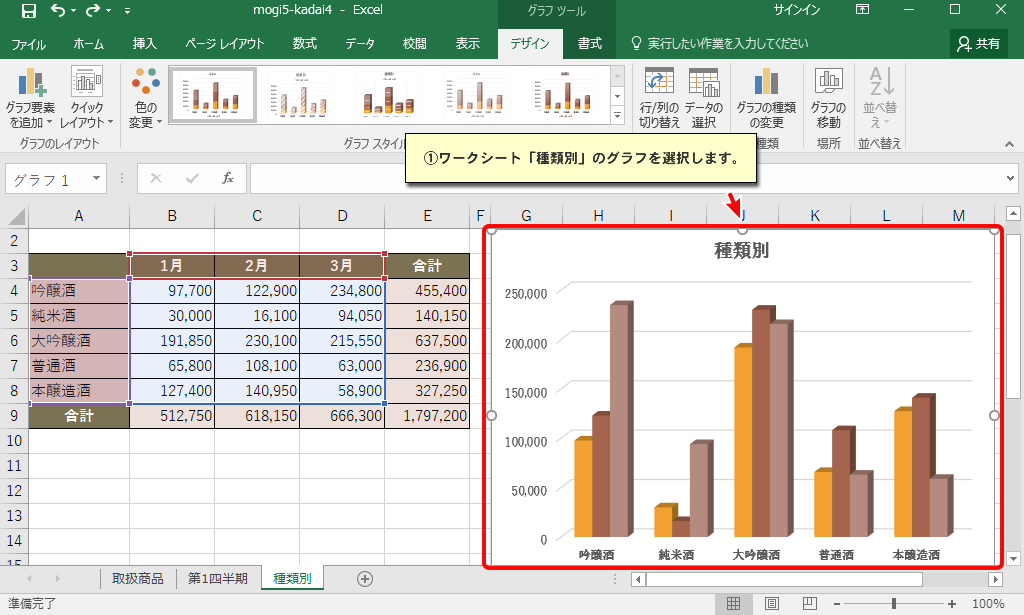 mogi5-kadai4 - Excel
グラフ ツール
サインイン
ファイル ホーム 挿入 ページ レイアウト 数式 データ 校閲 表示 デザイン 書式 実行したい作業を入力してください 共有
グラフ要素を追加
クイックレイアウト
色の変更
行/列の切り替え
データの選択
グラフの種類の変更
グラフの移動
並べ替え
グラフのレイアウト
グラフ スタイル
種類
場所
並べ替え
①ワークシート「種類別」のグラフを選択します。
グラフ 1
fx
A B C D E F G H I J K L M
2
3 1月 2月 3月 合計
4 吟醸酒 97,700 122,900 234,800 455,400
5 純米酒 30,000 16,100 94,050 140,150
6 大吟醸酒 191,850 230,100 215,550 637,500
7 普通酒 65,800 108,100 63,000 236,900
8 本醸造酒 127,400 140,950 58,900 327,250
9 合計 512,750 618,150 666,300 1,797,200
10
11
12
13
14
15
種類別
250,000
200,000
150,000
100,000
50,000
0
吟醸酒 純米酒 大吟醸酒 普通酒 本醸造酒
取扱商品 第1四半期 種類別
準備完了
100%